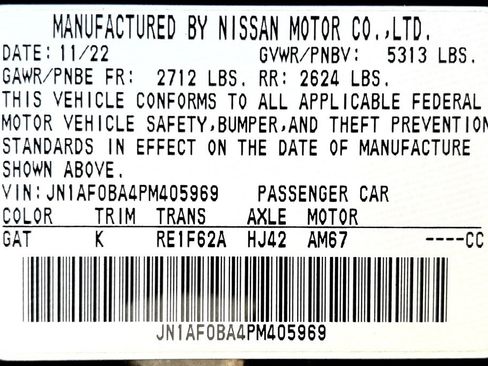 MANUFACTURED BY NISSAN MOTOR CO.,LTD.
DATE: 11/22 GVWR/PNBV: 5313 LBS.
GAWR/PNBE FR: 2712 LBS. RR: 2624 LBS.
THIS VEHICLE CONFORMS TO ALL APPLICABLE FEDERAL
MOTOR VEHICLE SAFETY,BUMPER,AND THEFT PREVENTION
STANDARDS IN EFFECT ON THE DATE OF MANUFACTURE
SHOWN ABOVE.
VIN: JN1AF0BA4PM405969 PASSENGER CAR
COLOR TRIM TRANS AXLE MOTOR
GAT K RE1F62A HJ42 AM67 ----CC
JN1AF0BA4PM405969